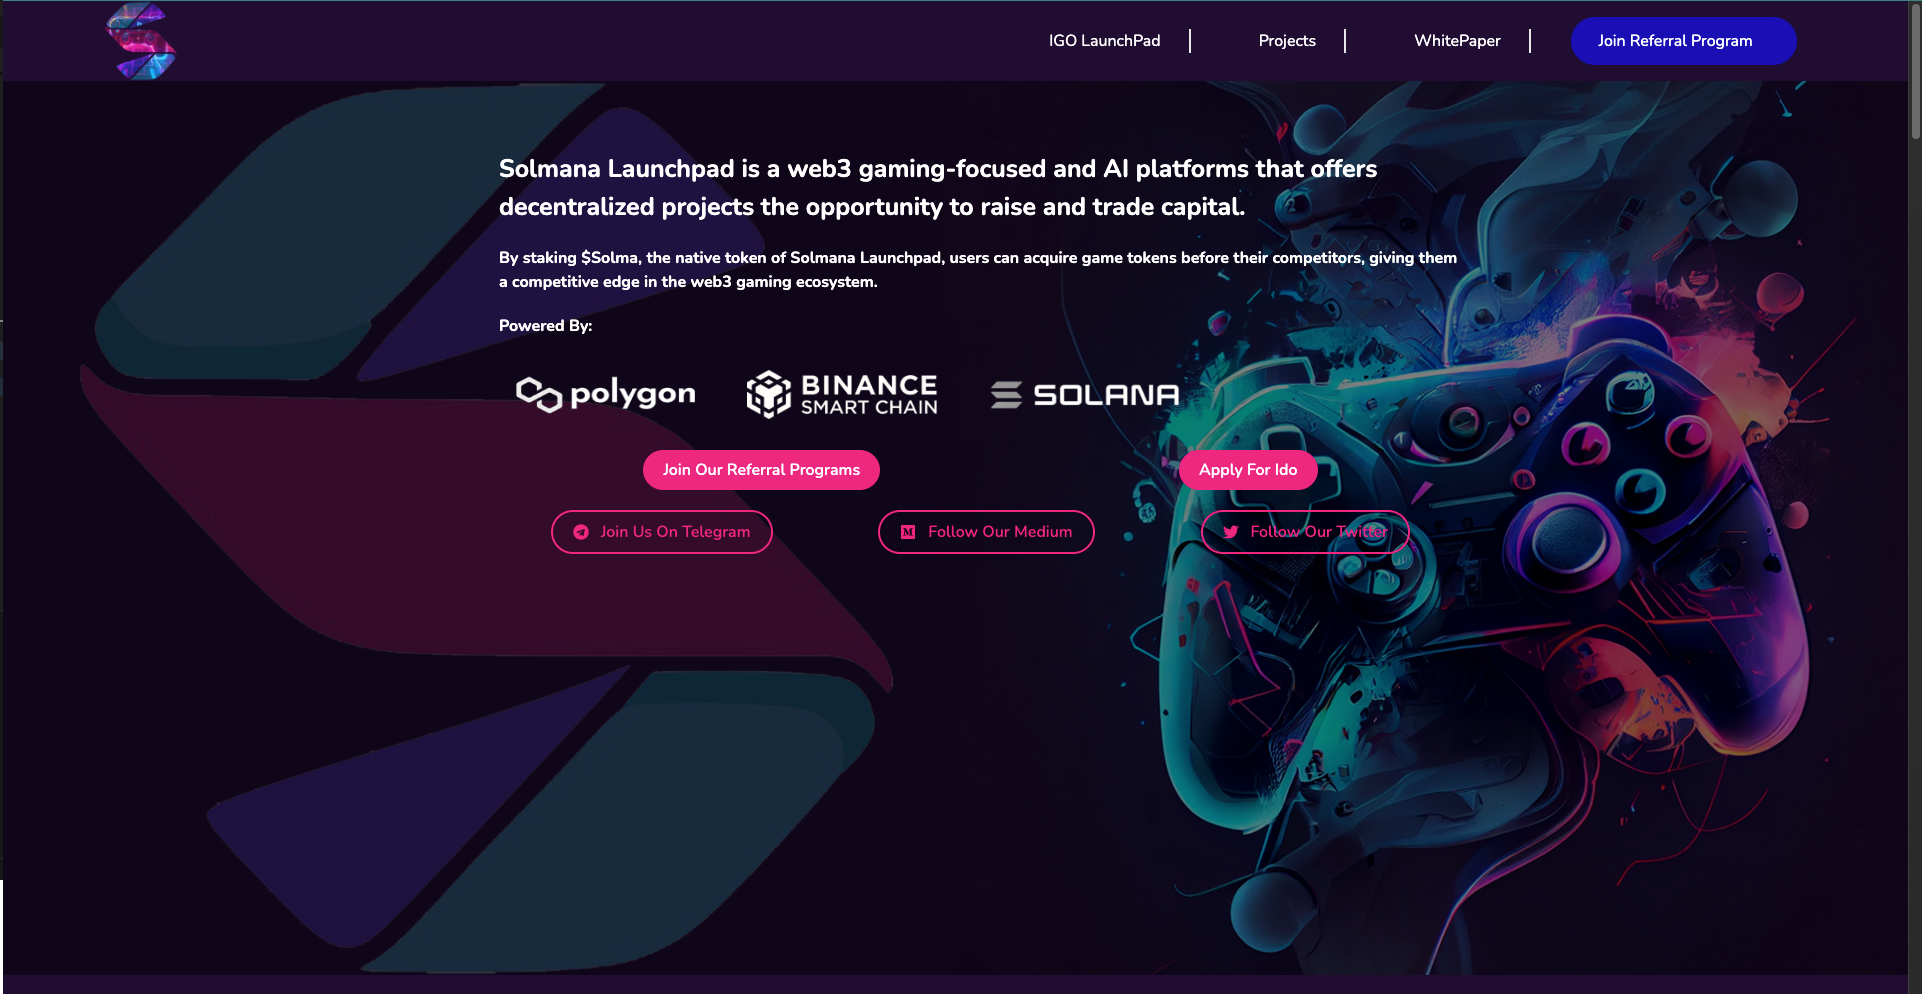 IGO LaunchPad
Projects
WhitePaper
Join Referral Program
Solmana Launchpad is a web3 gaming-focused and AI platforms that offers
decentralized projects the opportunity to raise and trade capital.
By staking $Solma, the native token of Solmana Launchpad, users can acquire game tokens before their competitors, giving them
a competitive edge in the web3 gaming ecosystem.
Powered By:
polygon
BINANCE
SMART CHAIN
SOLANA
Join Our Referral Programs
Apply For Ido
Join Us On Telegram
Follow Our Medium
Follow Our Twitter